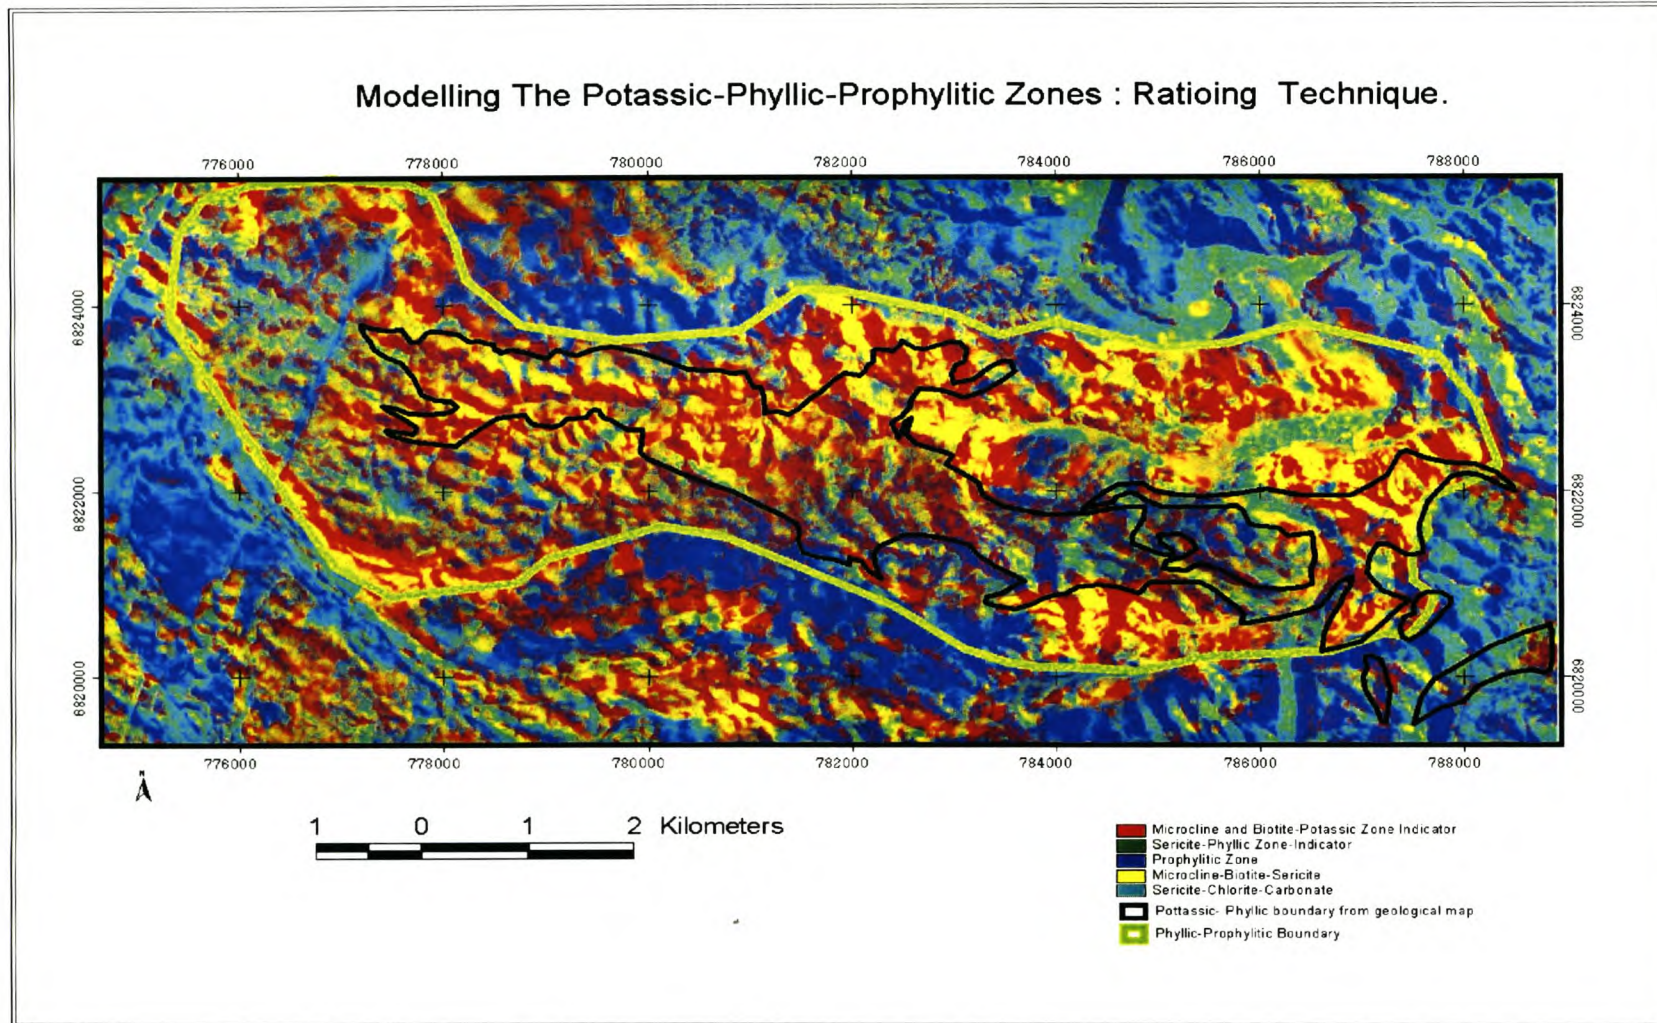 Modelling The Potassic-Phyllic-Prophylitic Zones : Ratioing Technique.
776000 778000 780000 782000 784000 786000 788000
6824000 6824000
6822000 6822000
6820000 6820000
776000 778000 780000 782000 784000 786000 788000
N
1 0 1 2 Kilometers
Microcline and Biotite-Potassic Zone Indicator
Sericite-Phyllic Zone-Indicator
Prophylitic Zone
Microcline-Biotite-Sericite
Sericite-Chlorite-Carbonate
Pottassic- Phyllic boundary from geological map
Phyllic-Prophylitic Boundary